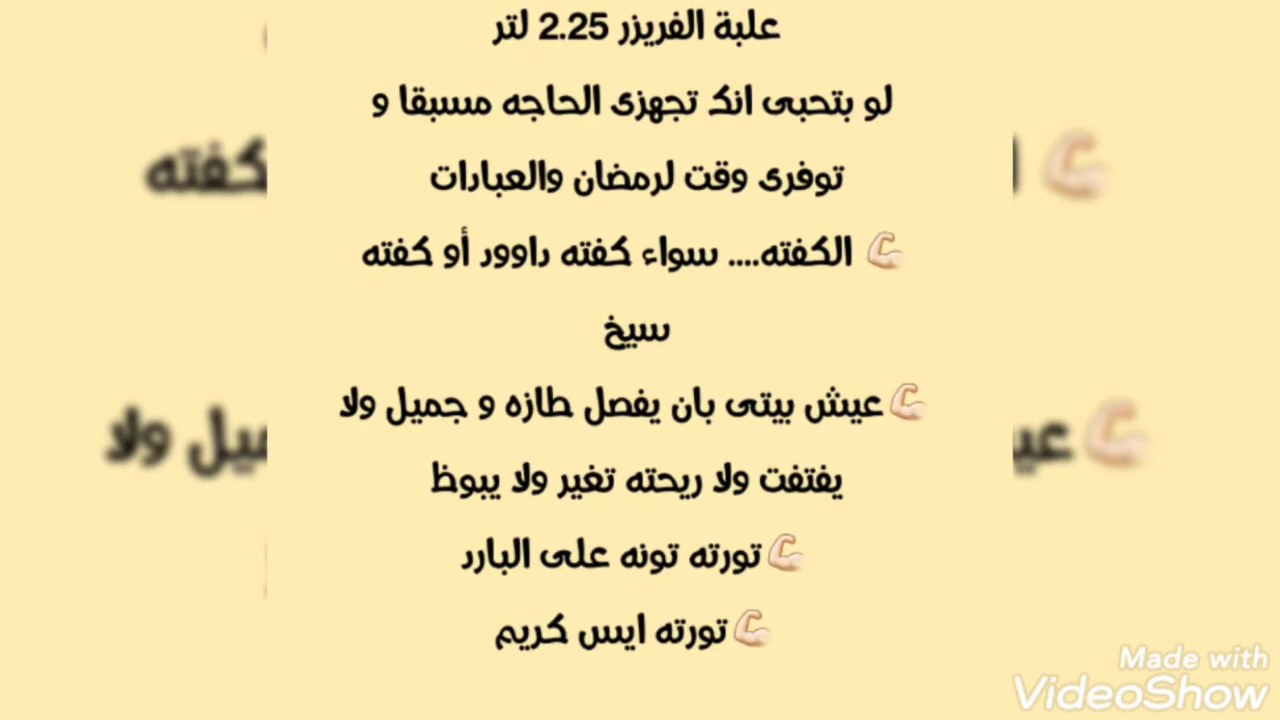 علبة الفريزر 2.25 لتر
لو بتحبى انك تجهزى الحاجه مسبقا و
توفرى وقت لرمضان والعبادات
💪🏻 الكفته.... سواء كفته داوود أو كفته
سيخ
💪🏻عيش بيتى بان يفصل طازه و جميل ولا
يفتفت ولا ريحته تغير ولا يبوظ
💪🏻تورته تونه على البارد
💪🏻تورته ايس كريم
Made with
VideoShow